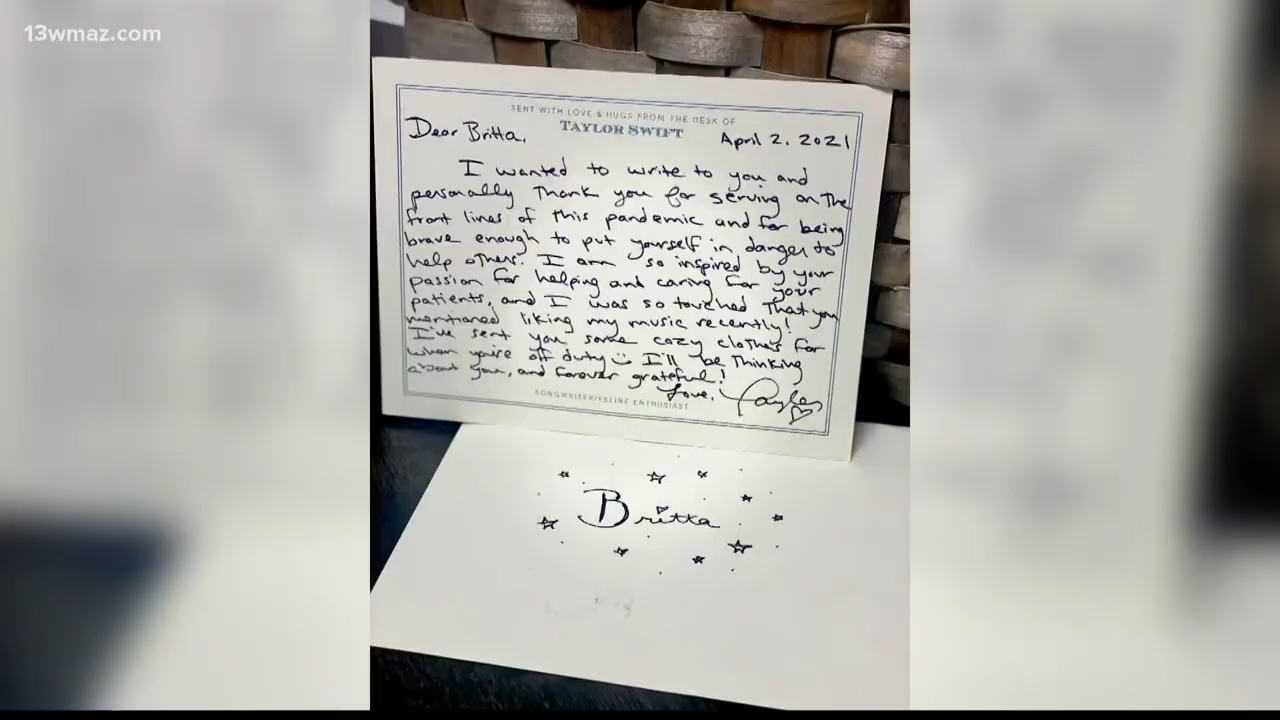 13wmaz.com
SENT WITH LOVE & HUGS FROM THE DESK OF
TAYLOR SWIFT
Dear Britta,
April 2, 2021
I wanted to write to you and
personally thank you for serving on the
front lines of this pandemic and for being
brave enough to put yourself in danger to
help others. I am so inspired by your
passion for helping and caring for your
patients, and I was so touched that you
mentioned liking my music recently!
I've sent you some cozy clothes for
when you're off duty I'll be thinking
about you, and forever grateful!
Love,
Taylor
SONGWRITER/FELINE ENTHUSIAST
Britta